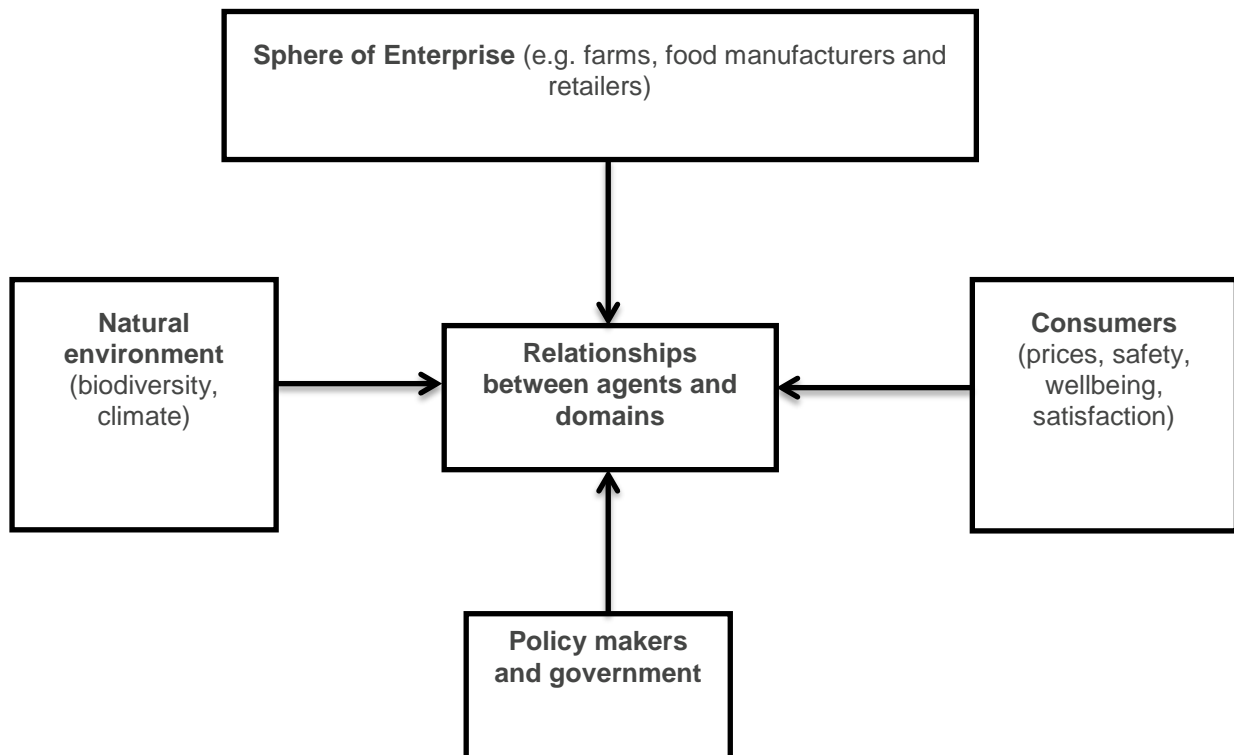 Sphere of Enterprise (e.g. farms, food manufacturers and
retailers)
Natural
environment
(biodiversity,
climate)
Relationships
between agents and
domains
Consumers
(prices, safety,
wellbeing,
satisfaction)
Policy makers
and government